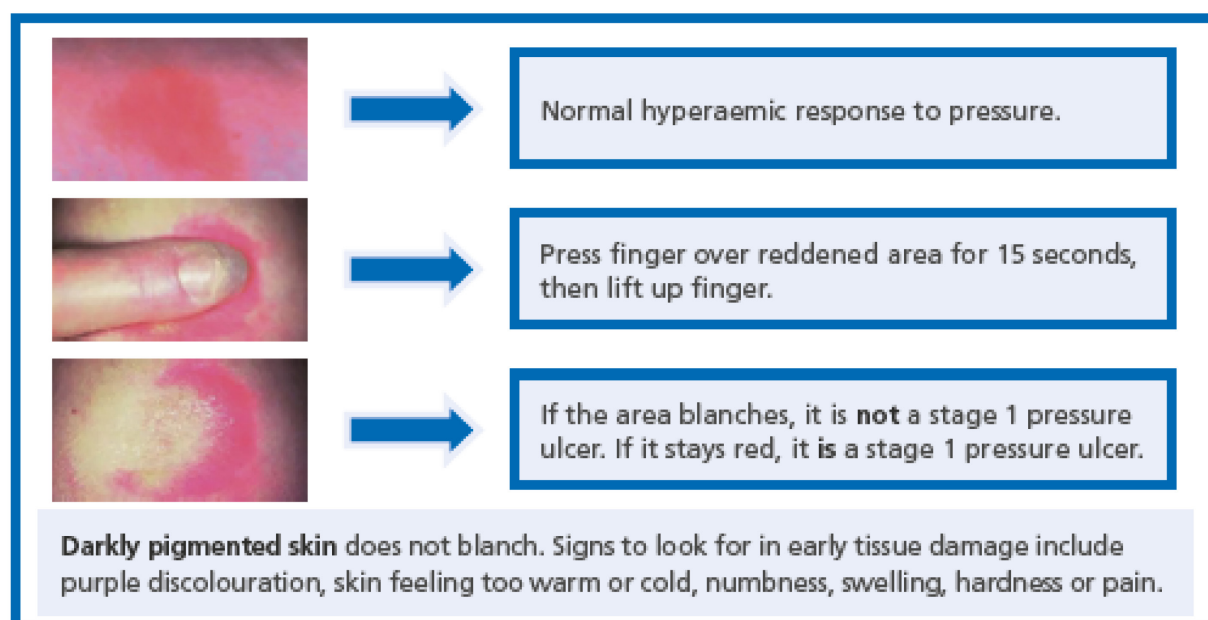 Normal hyperaemic response to pressure.
Press finger over reddened area for 15 seconds,
then lift up finger.
If the area blanches, it is not a stage 1 pressure
ulcer. If it stays red, it is a stage 1 pressure ulcer.
Darkly pigmented skin does not blanch. Signs to look for in early tissue damage include
purple discolouration, skin feeling too warm or cold, numbness, swelling, hardness or pain.